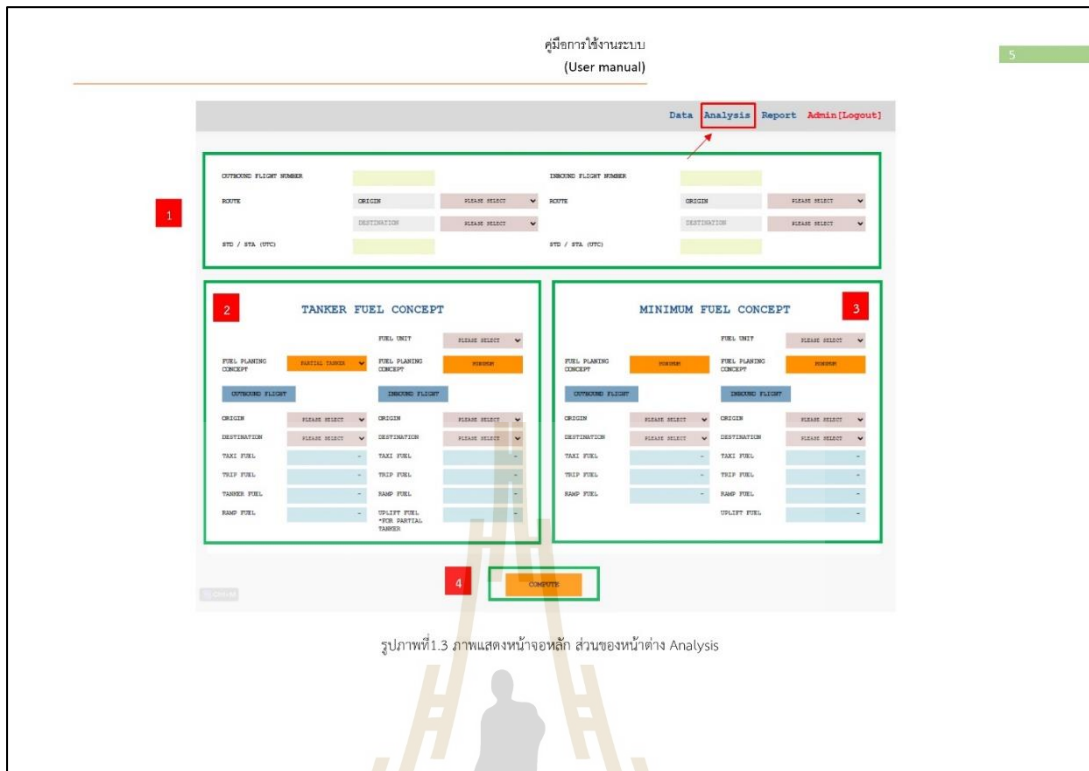 คู่มือการใช้งานระบบ
(User manual)
5
Data Analysis Report Admin[Logout]
1
OUTBOUND FLIGHT NUMBER INBOUND FLIGHT NUMBER
ROUTE ORIGIN PLEASE SELECT ROUTE ORIGIN PLEASE SELECT
DESTINATION PLEASE SELECT DESTINATION PLEASE SELECT
STD / STA (UTC) STD / STA (UTC)
2
TANKER FUEL CONCEPT
FUEL UNIT PLEASE SELECT
FUEL PLANING CONCEPT PARTIAL TANKER FUEL PLANING CONCEPT MINIMUM
OUTBOUND FLIGHT INBOUND FLIGHT
ORIGIN PLEASE SELECT ORIGIN PLEASE SELECT
DESTINATION PLEASE SELECT DESTINATION PLEASE SELECT
TAXI FUEL - TAXI FUEL -
TRIP FUEL - TRIP FUEL -
TANKER FUEL - RAMP FUEL -
RAMP FUEL - UPLIFT FUEL -
*FOR PARTIAL
TANKER
MINIMUM FUEL CONCEPT
3
FUEL UNIT PLEASE SELECT
FUEL PLANING CONCEPT MINIMUM FUEL PLANING CONCEPT MINIMUM
OUTBOUND FLIGHT INBOUND FLIGHT
ORIGIN PLEASE SELECT ORIGIN PLEASE SELECT
DESTINATION PLEASE SELECT DESTINATION PLEASE SELECT
TAXI FUEL - TAXI FUEL -
TRIP FUEL - TRIP FUEL -
RAMP FUEL - RAMP FUEL -
UPLIFT FUEL -
4
COMPUTE
รูปภาพที่1.3 ภาพแสดงหน้าจอหลัก ส่วนของหน้าต่าง Analysis